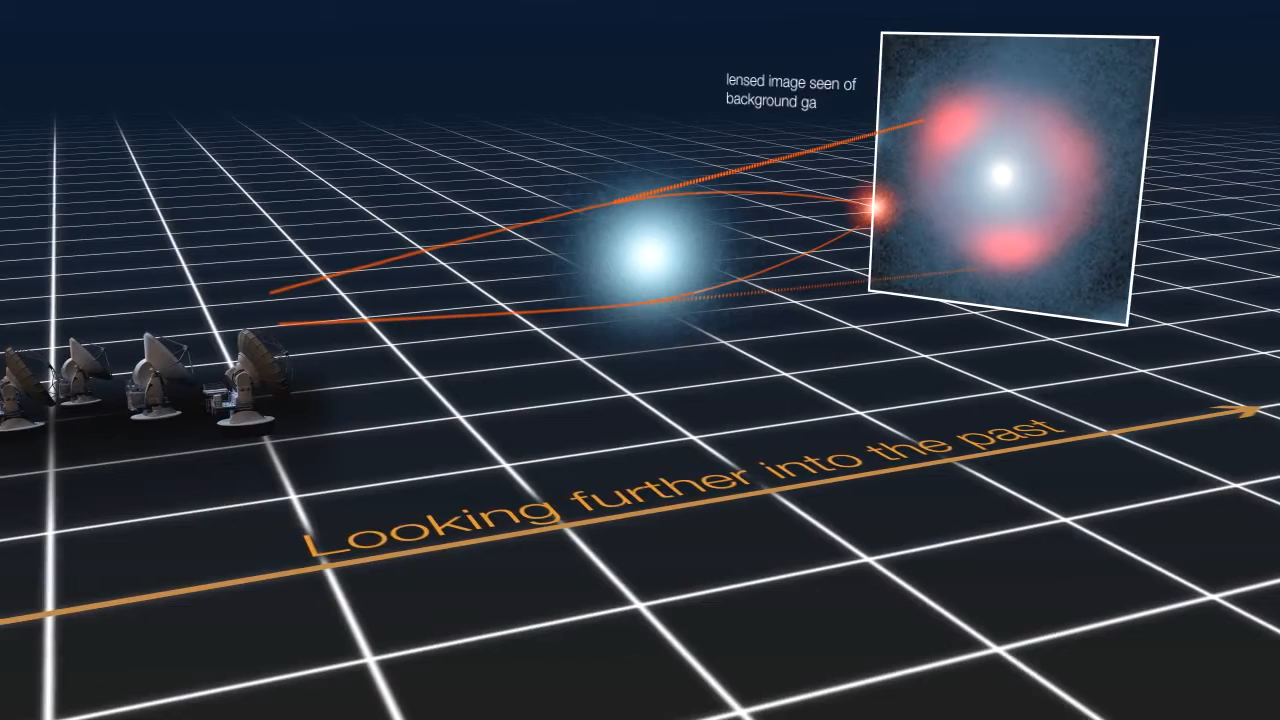 lensed image seen of
background ga
Looking further into the past